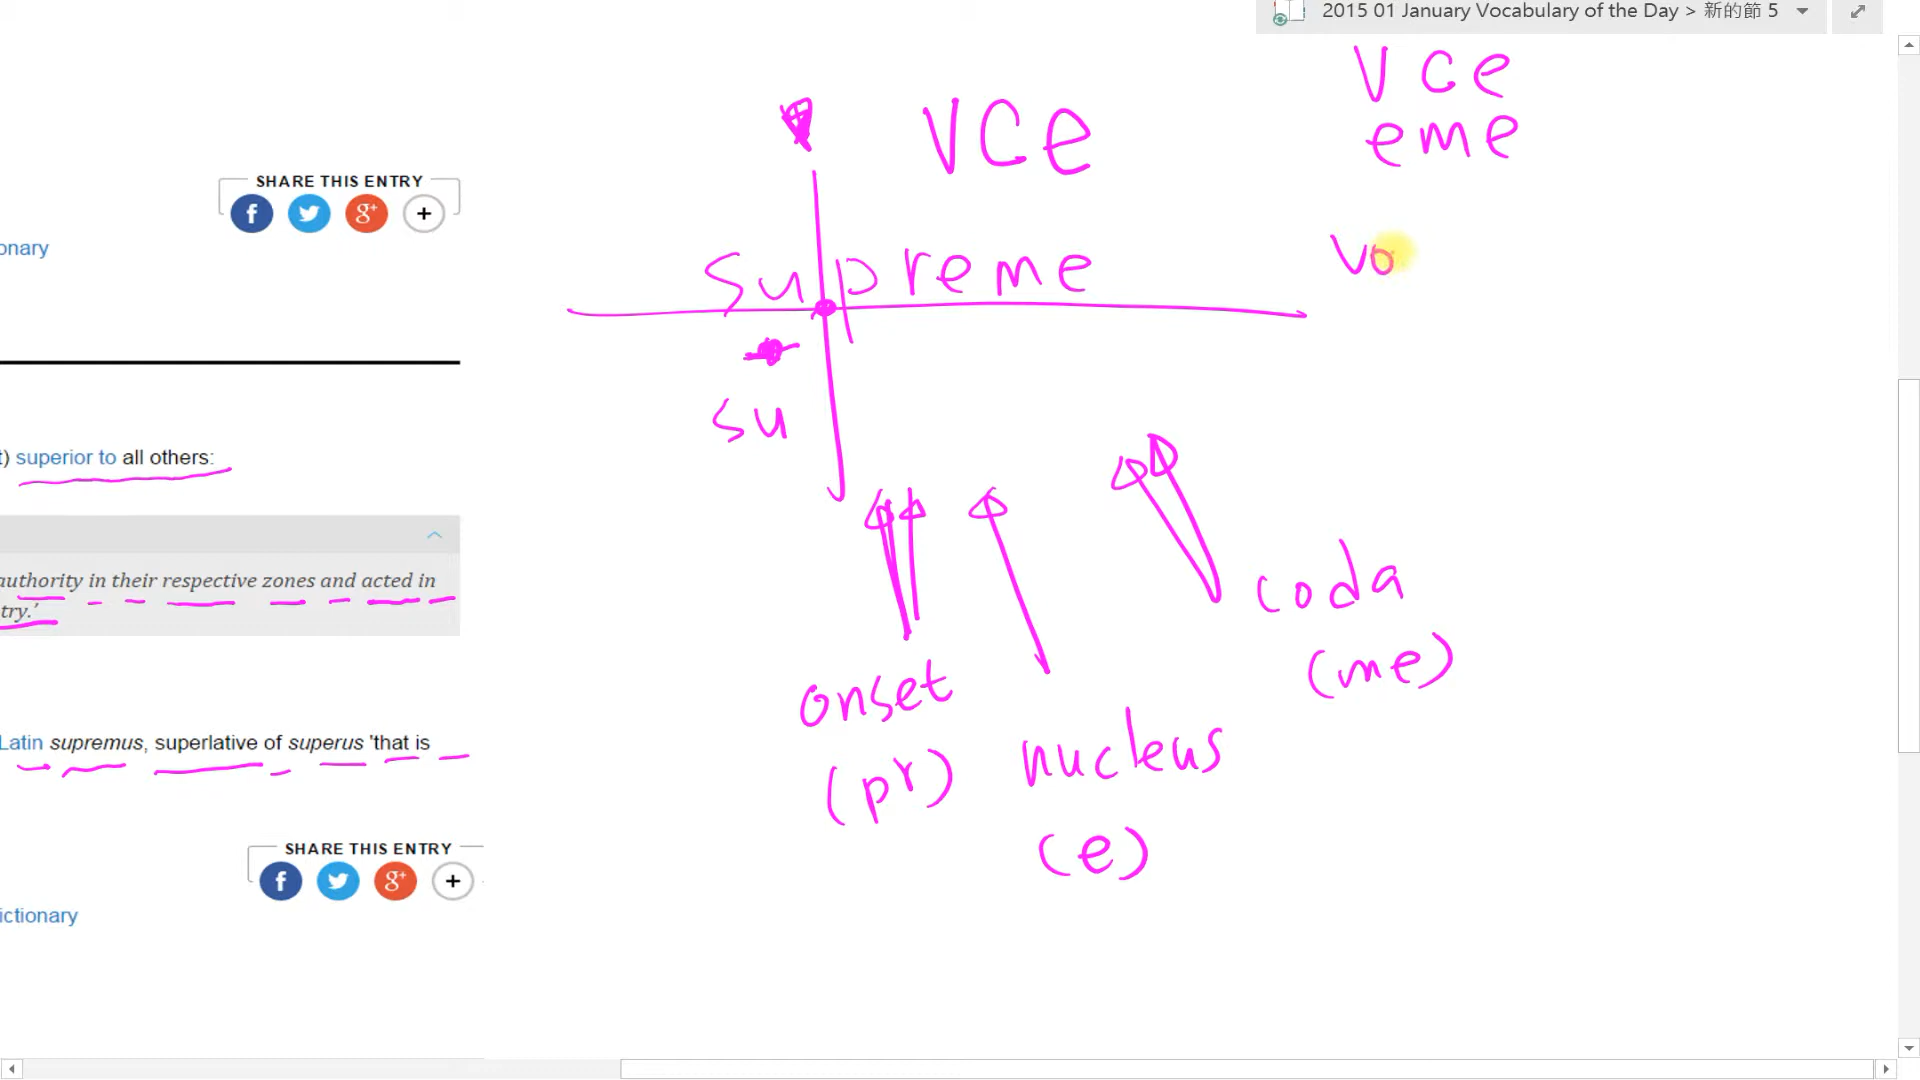 2015 01 January Vocabulary of the Day > 新的節 5
VCe
eme
VCe
SHARE THIS ENTRY
f
g+
+
onary
supreme
vo
su
t) superior to all others:
authority in their respective zones and acted in
try.'
coda
(me)
onset
(pr)
nucleus
(e)
Latin supremus, superlative of superus 'that is
SHARE THIS ENTRY
f
g+
+
ictionary